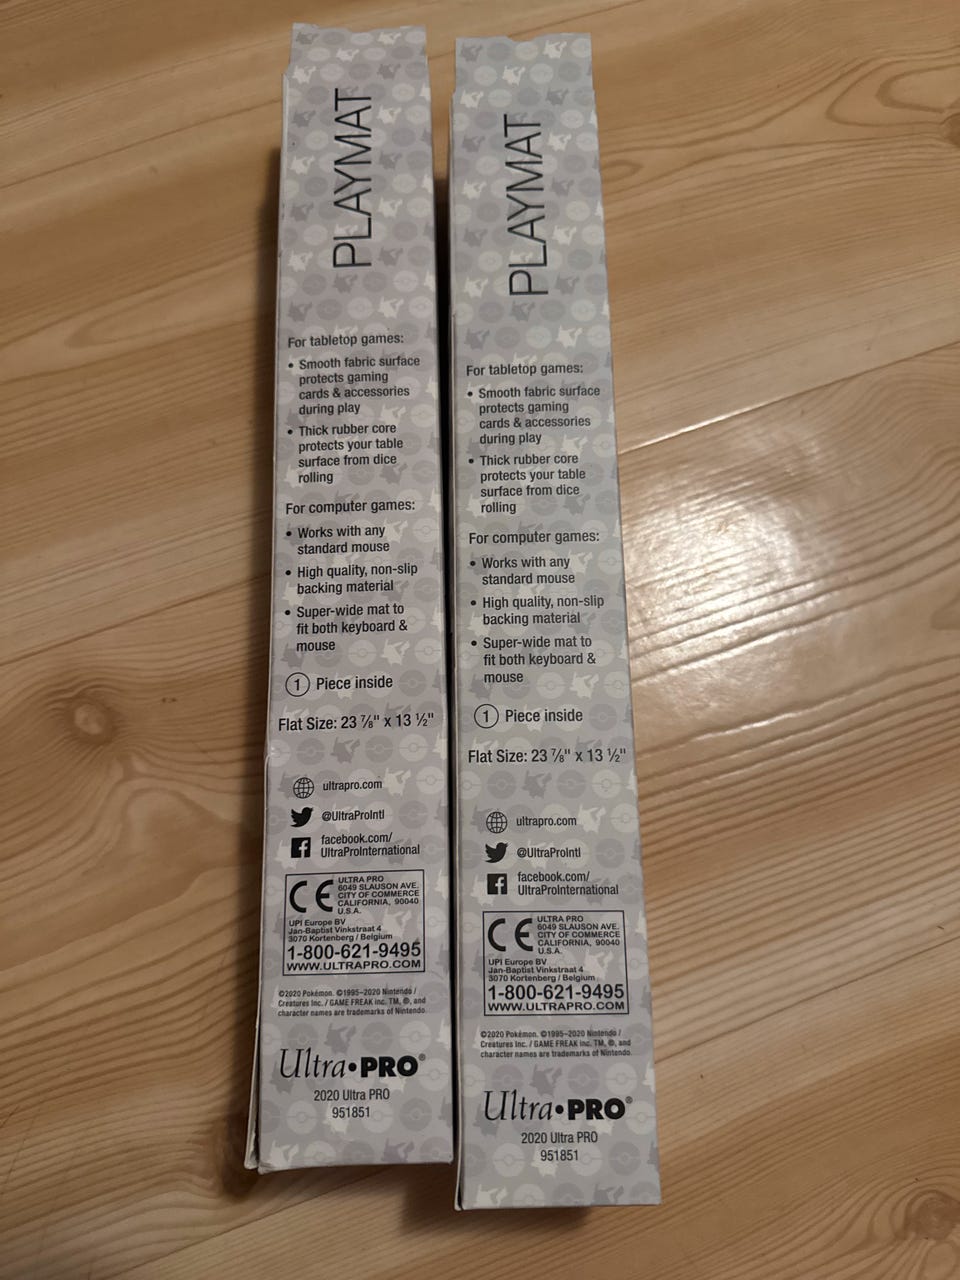 PLAYMAT
For tabletop games:
• Smooth fabric surface
protects gaming
cards & accessories
during play
• Thick rubber core
protects your table
surface from dice
rolling
For computer games:
• Works with any
standard mouse
• High quality, non-slip
backing material
• Super-wide mat to
fit both keyboard &
mouse
1 Piece inside
Flat Size: 23 ⅞" x 13 ½"
ultrapro.com
@UltraProIntl
facebook.com/
UltraProInternational
CE
ULTRA PRO
6049 SLAUSON AVE.
CITY OF COMMERCE
CALIFORNIA, 90040
U.S.A.
UPI Europe BV
Jan-Baptist Vinkstraat 4
3070 Kortenberg / Belgium
1-800-621-9495
WWW.ULTRAPRO.COM
©2020 Pokémon. ©1995–2020 Nintendo /
Creatures Inc. / GAME FREAK inc. TM, ®, and
character names are trademarks of Nintendo.
Ultra•PRO®
2020 Ultra PRO
951851
PLAYMAT
For tabletop games:
• Smooth fabric surface
protects gaming
cards & accessories
during play
• Thick rubber core
protects your table
surface from dice
rolling
For computer games:
• Works with any
standard mouse
• High quality, non-slip
backing material
• Super-wide mat to
fit both keyboard &
mouse
1 Piece inside
Flat Size: 23 ⅞" x 13 ½"
ultrapro.com
@UltraProIntl
facebook.com/
UltraProInternational
CE
ULTRA PRO
6049 SLAUSON AVE.
CITY OF COMMERCE
CALIFORNIA, 90040
U.S.A.
UPI Europe BV
Jan-Baptist Vinkstraat 4
3070 Kortenberg / Belgium
1-800-621-9495
WWW.ULTRAPRO.COM
©2020 Pokémon. ©1995–2020 Nintendo /
Creatures Inc. / GAME FREAK inc. TM, ®, and
character names are trademarks of Nintendo.
Ultra•PRO®
2020 Ultra PRO
951851